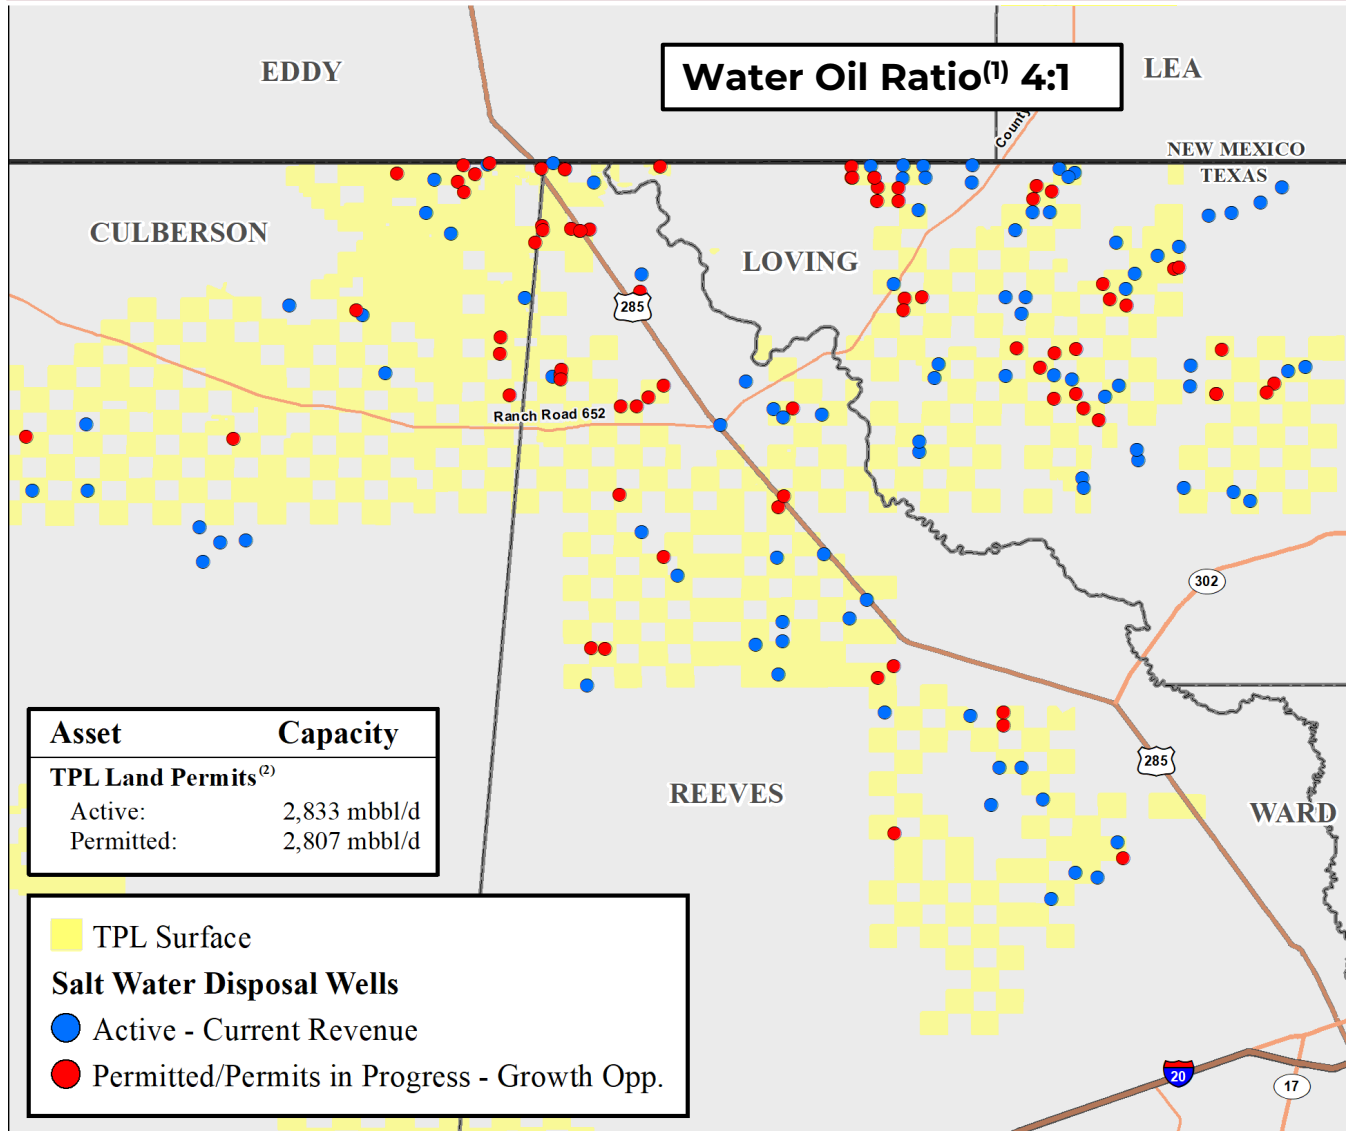 EDDY
Water Oil Ratio(1) 4:1
LEA
County
NEW MEXICO
TEXAS
CULBERSON
LOVING
285
Ranch Road 652
302
Asset Capacity
TPL Land Permits(2)
Active: 2,833 mbbl/d
Permitted: 2,807 mbbl/d
REEVES
285
WARD
TPL Surface
Salt Water Disposal Wells
Active - Current Revenue
Permitted/Permits in Progress - Growth Opp.
20
17